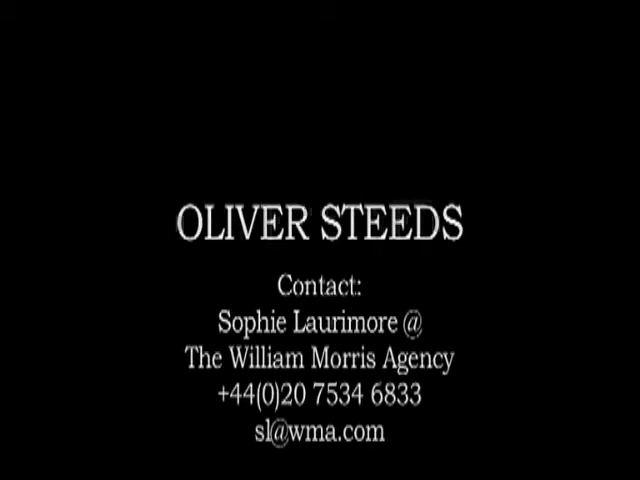 OLIVER STEEDS
Contact:
Sophie Laurimore @
The William Morris Agency
+44(0)20 7534 6833
sl@wma.com